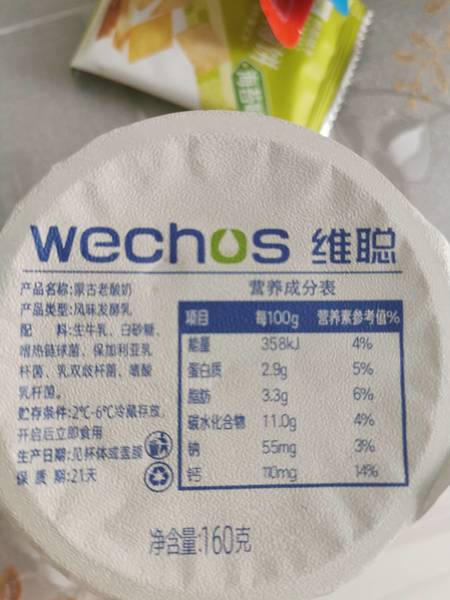 wechos 维聪
产品名称:蒙古老酸奶
产品类型:风味发酵乳
配 料:生牛乳、白砂糖、
嗜热链球菌、保加利亚乳
杆菌、乳双歧杆菌、嗜酸
乳杆菌。
贮存条件:2℃-6℃冷藏存放,
开启后立即食用
生产日期:见杯体或盖膜
保 质 期:21天
营养成分表
项目 每100g 营养素参考值%
能量 358kJ 4%
蛋白质 2.9g 5%
脂肪 3.3g 6%
碳水化合物 11.0g 4%
钠 55mg 3%
钙 110mg 14%
净含量:160克